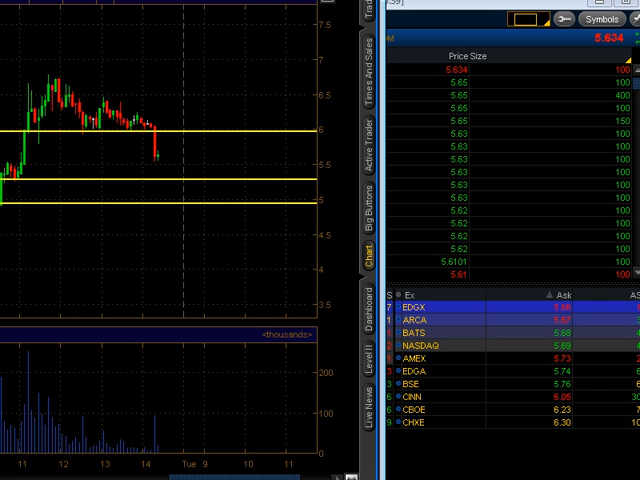 39]
Symbols
OM
5.634
Price Size
5.634 100
5.65 100
5.65 400
5.65 100
5.65 150
5.63 100
5.63 100
5.63 100
5.63 100
5.63 100
5.63 100
5.62 100
5.62 100
5.62 100
5.62 100
5.6101 100
5.61 100
S Ex Ask AS
EDGX 5.66
ARCA 5.67
BATS 5.68
NASDAQ 5.69
AMEX 5.73
EDGA 5.74
BSE 5.76
CINN 6.05 30
CBOE 6.23
CHXE 6.30 10
7.5
7
6.5
6
5.5
5
4.5
4
3.5
<thousands>
200
100
0
11 12 13 14 Tue 9 10 11
Trad
Times And Sales
Active Trader
Big Buttons
Chart
Dashboard
Level II
Live News